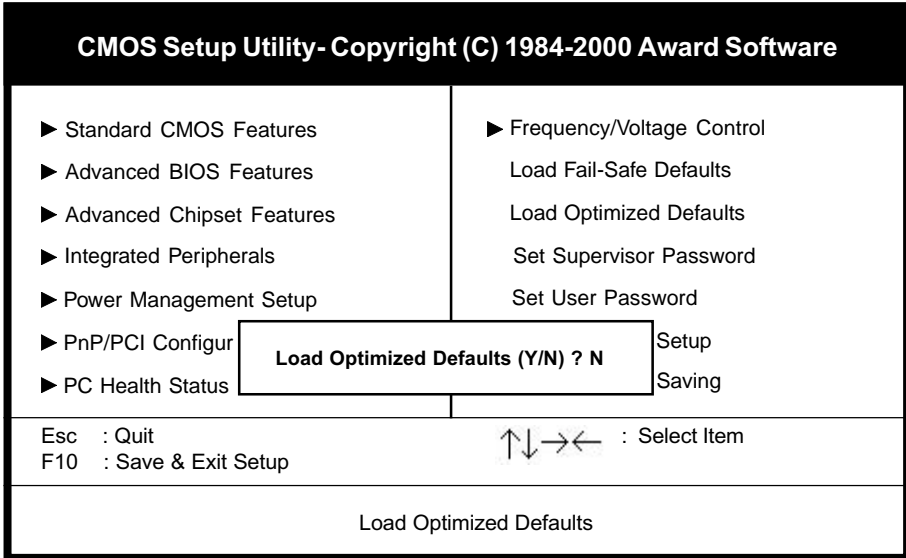 CMOS Setup Utility- Copyright (C) 1984-2000 Award Software
▶ Standard CMOS Features
▶ Advanced BIOS Features
▶ Advanced Chipset Features
▶ Integrated Peripherals
▶ Power Management Setup
▶ PnP/PCI Configur
▶ PC Health Status
▶ Frequency/Voltage Control
Load Fail-Safe Defaults
Load Optimized Defaults
Set Supervisor Password
Set User Password
Setup
Saving
Load Optimized Defaults (Y/N) ? N
Esc : Quit
F10 : Save & Exit Setup
↑↓→← : Select Item
Load Optimized Defaults